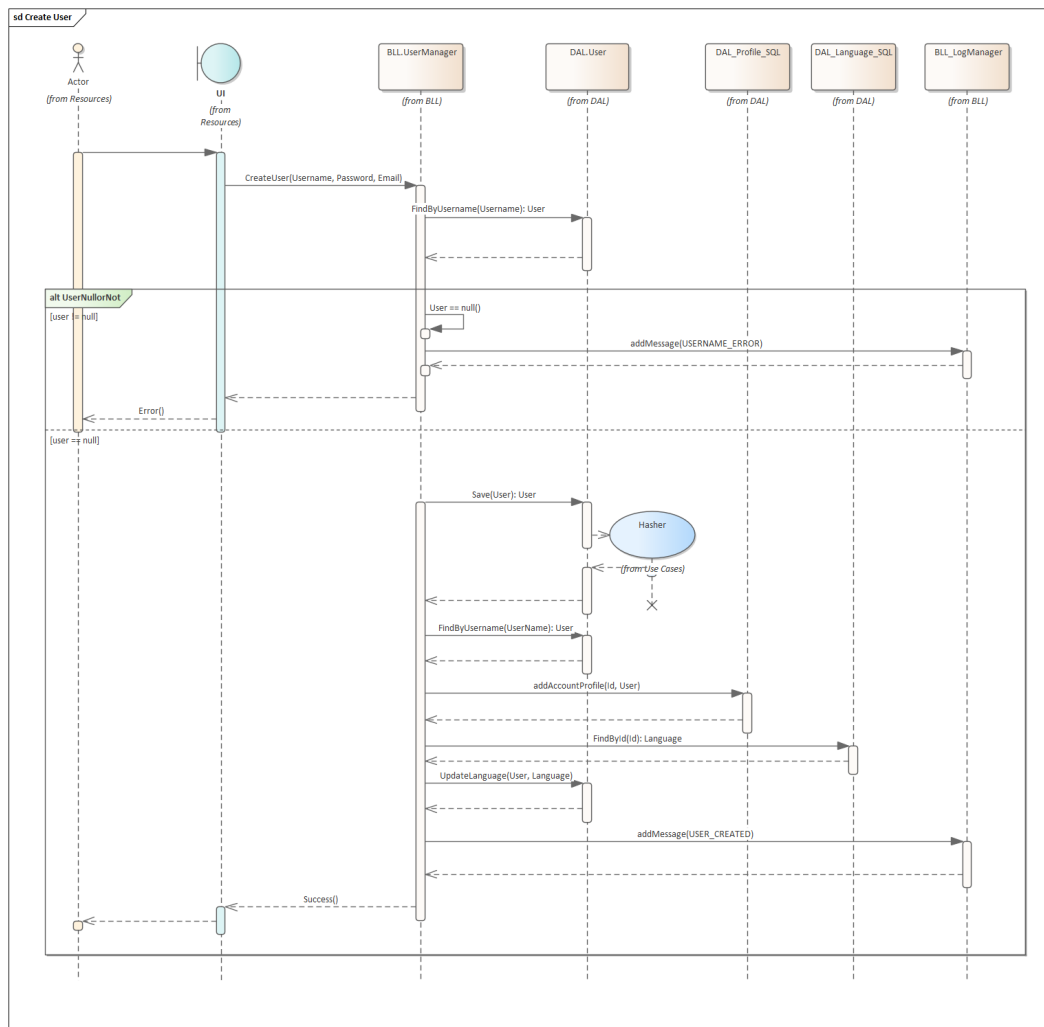 sd Create User
Actor
(from Resources)
UI
(from
Resources)
BLL.UserManager
(from BLL)
DAL.User
(from DAL)
DAL_Profile_SQL
(from DAL)
DAL_Language_SQL
(from DAL)
BLL_LogManager
(from BLL)
CreateUser(Username, Password, Email)
FindByUsername(Username): User
alt UserNullorNot
[user != null]
User == null()
addMessage(USERNAME_ERROR)
Error()
[user == null]
Save(User): User
Hasher
(from Use Cases)
FindByUsername(UserName): User
addAccountProfile(Id, User)
FindById(Id): Language
UpdateLanguage(User, Language)
addMessage(USER_CREATED)
Success()